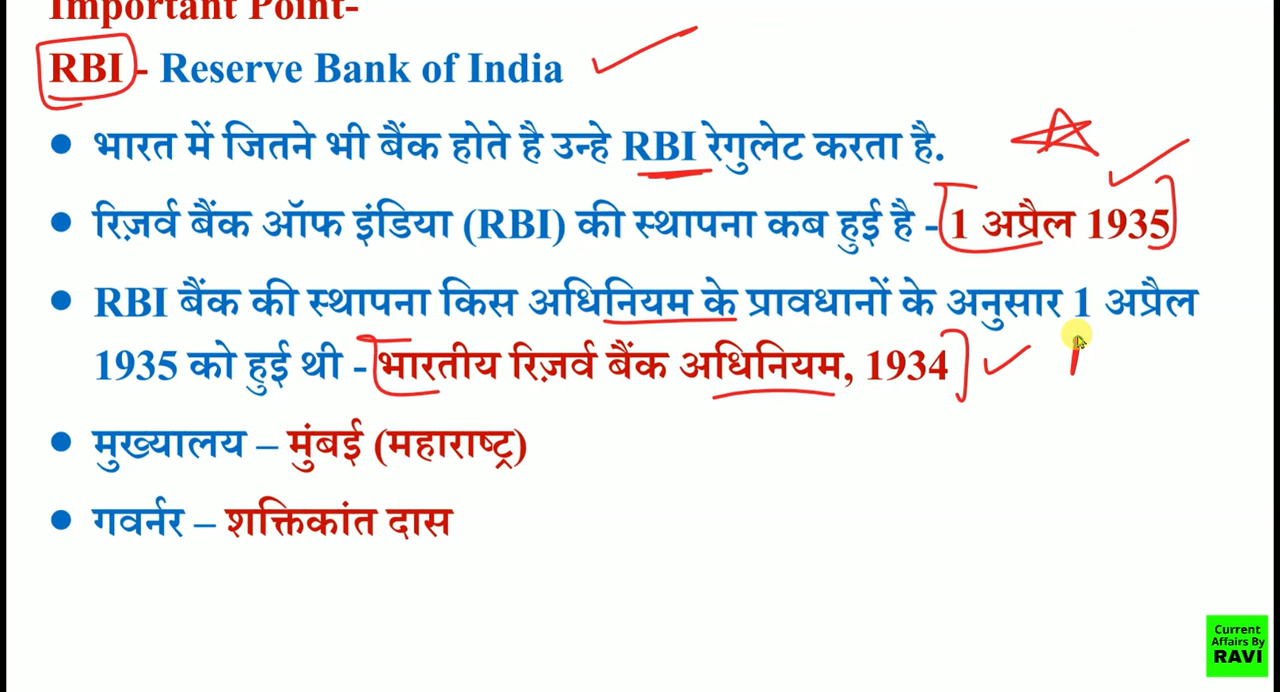 Important Point-
RBI - Reserve Bank of India
● भारत में जितने भी बैंक होते है उन्हे RBI रेगुलेट करता है.
● रिज़र्व बैंक ऑफ इंडिया (RBI) की स्थापना कब हुई है - 1 अप्रैल 1935
● RBI बैंक की स्थापना किस अधिनियम के प्रावधानों के अनुसार 1 अप्रैल
1935 को हुई थी - भारतीय रिज़र्व बैंक अधिनियम, 1934
● मुख्यालय – मुंबई (महाराष्ट्र)
● गवर्नर – शक्तिकांत दास
Current
Affairs By
RAVI